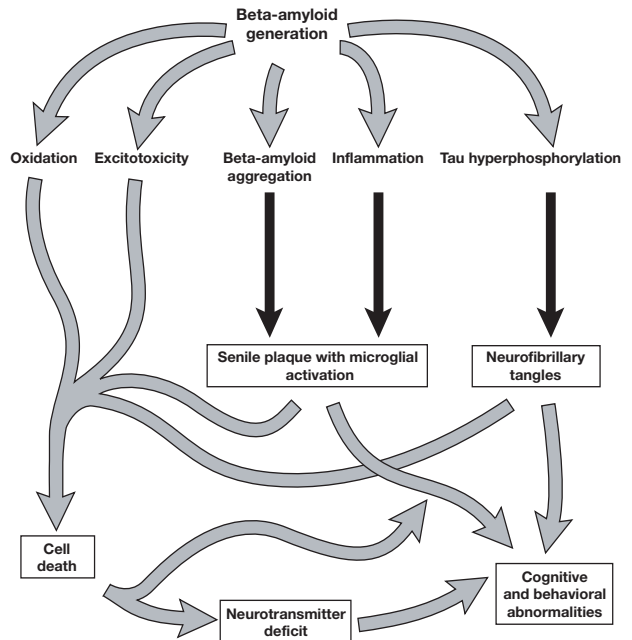 Beta-amyloid
generation
Oxidation
Excitotoxicity
Beta-amyloid
aggregation
Inflammation
Tau hyperphosphorylation
Senile plaque with microglial
activation
Neurofibrillary
tangles
Cell
death
Neurotransmitter
deficit
Cognitive
and behavioral
abnormalities